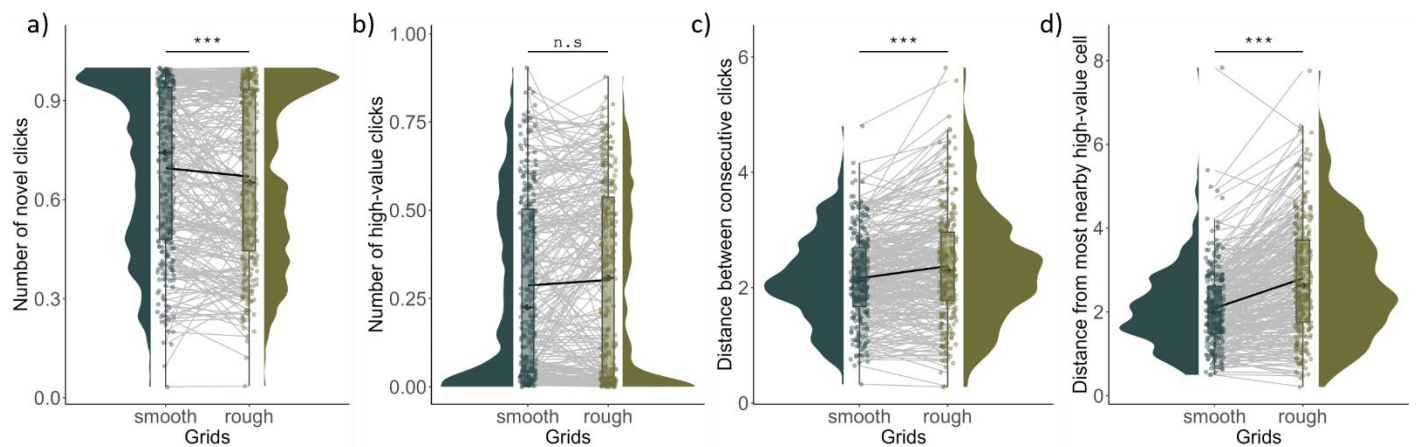 a)
Number of novel clicks
0.9
0.6
0.3
0.0
***
smooth rough
Grids
b)
Number of high-value clicks
1.00
0.75
0.50
0.25
0.00
n.s
smooth rough
Grids
c)
Distance between consecutive clicks
6
4
2
0
***
smooth rough
Grids
d)
Distance from most nearby high-value cell
8
6
4
2
0
***
smooth rough
Grids